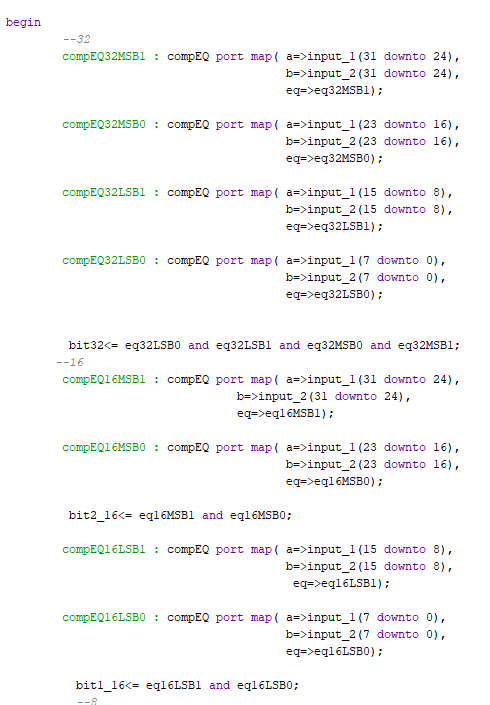 begin
--32
compEQ32MSB1 : compEQ port map( a=>input_1(31 downto 24),
b=>input_2(31 downto 24),
eq=>eq32MSB1);
compEQ32MSB0 : compEQ port map( a=>input_1(23 downto 16),
b=>input_2(23 downto 16),
eq=>eq32MSB0);
compEQ32LSB1 : compEQ port map( a=>input_1(15 downto 8),
b=>input_2(15 downto 8),
eq=>eq32LSB1);
compEQ32LSB0 : compEQ port map( a=>input_1(7 downto 0),
b=>input_2(7 downto 0),
eq=>eq32LSB0);
bit32<= eq32LSB0 and eq32LSB1 and eq32MSB0 and eq32MSB1;
--16
compEQ16MSB1 : compEQ port map( a=>input_1(31 downto 24),
b=>input_2(31 downto 24),
eq=>eq16MSB1);
compEQ16MSB0 : compEQ port map( a=>input_1(23 downto 16),
b=>input_2(23 downto 16),
eq=>eq16MSB0);
bit2_16<= eq16MSB1 and eq16MSB0;
compEQ16LSB1 : compEQ port map( a=>input_1(15 downto 8),
b=>input_2(15 downto 8),
eq=>eq16LSB1);
compEQ16LSB0 : compEQ port map( a=>input_1(7 downto 0),
b=>input_2(7 downto 0),
eq=>eq16LSB0);
bit1_16<= eq16LSB1 and eq16LSB0;
--8